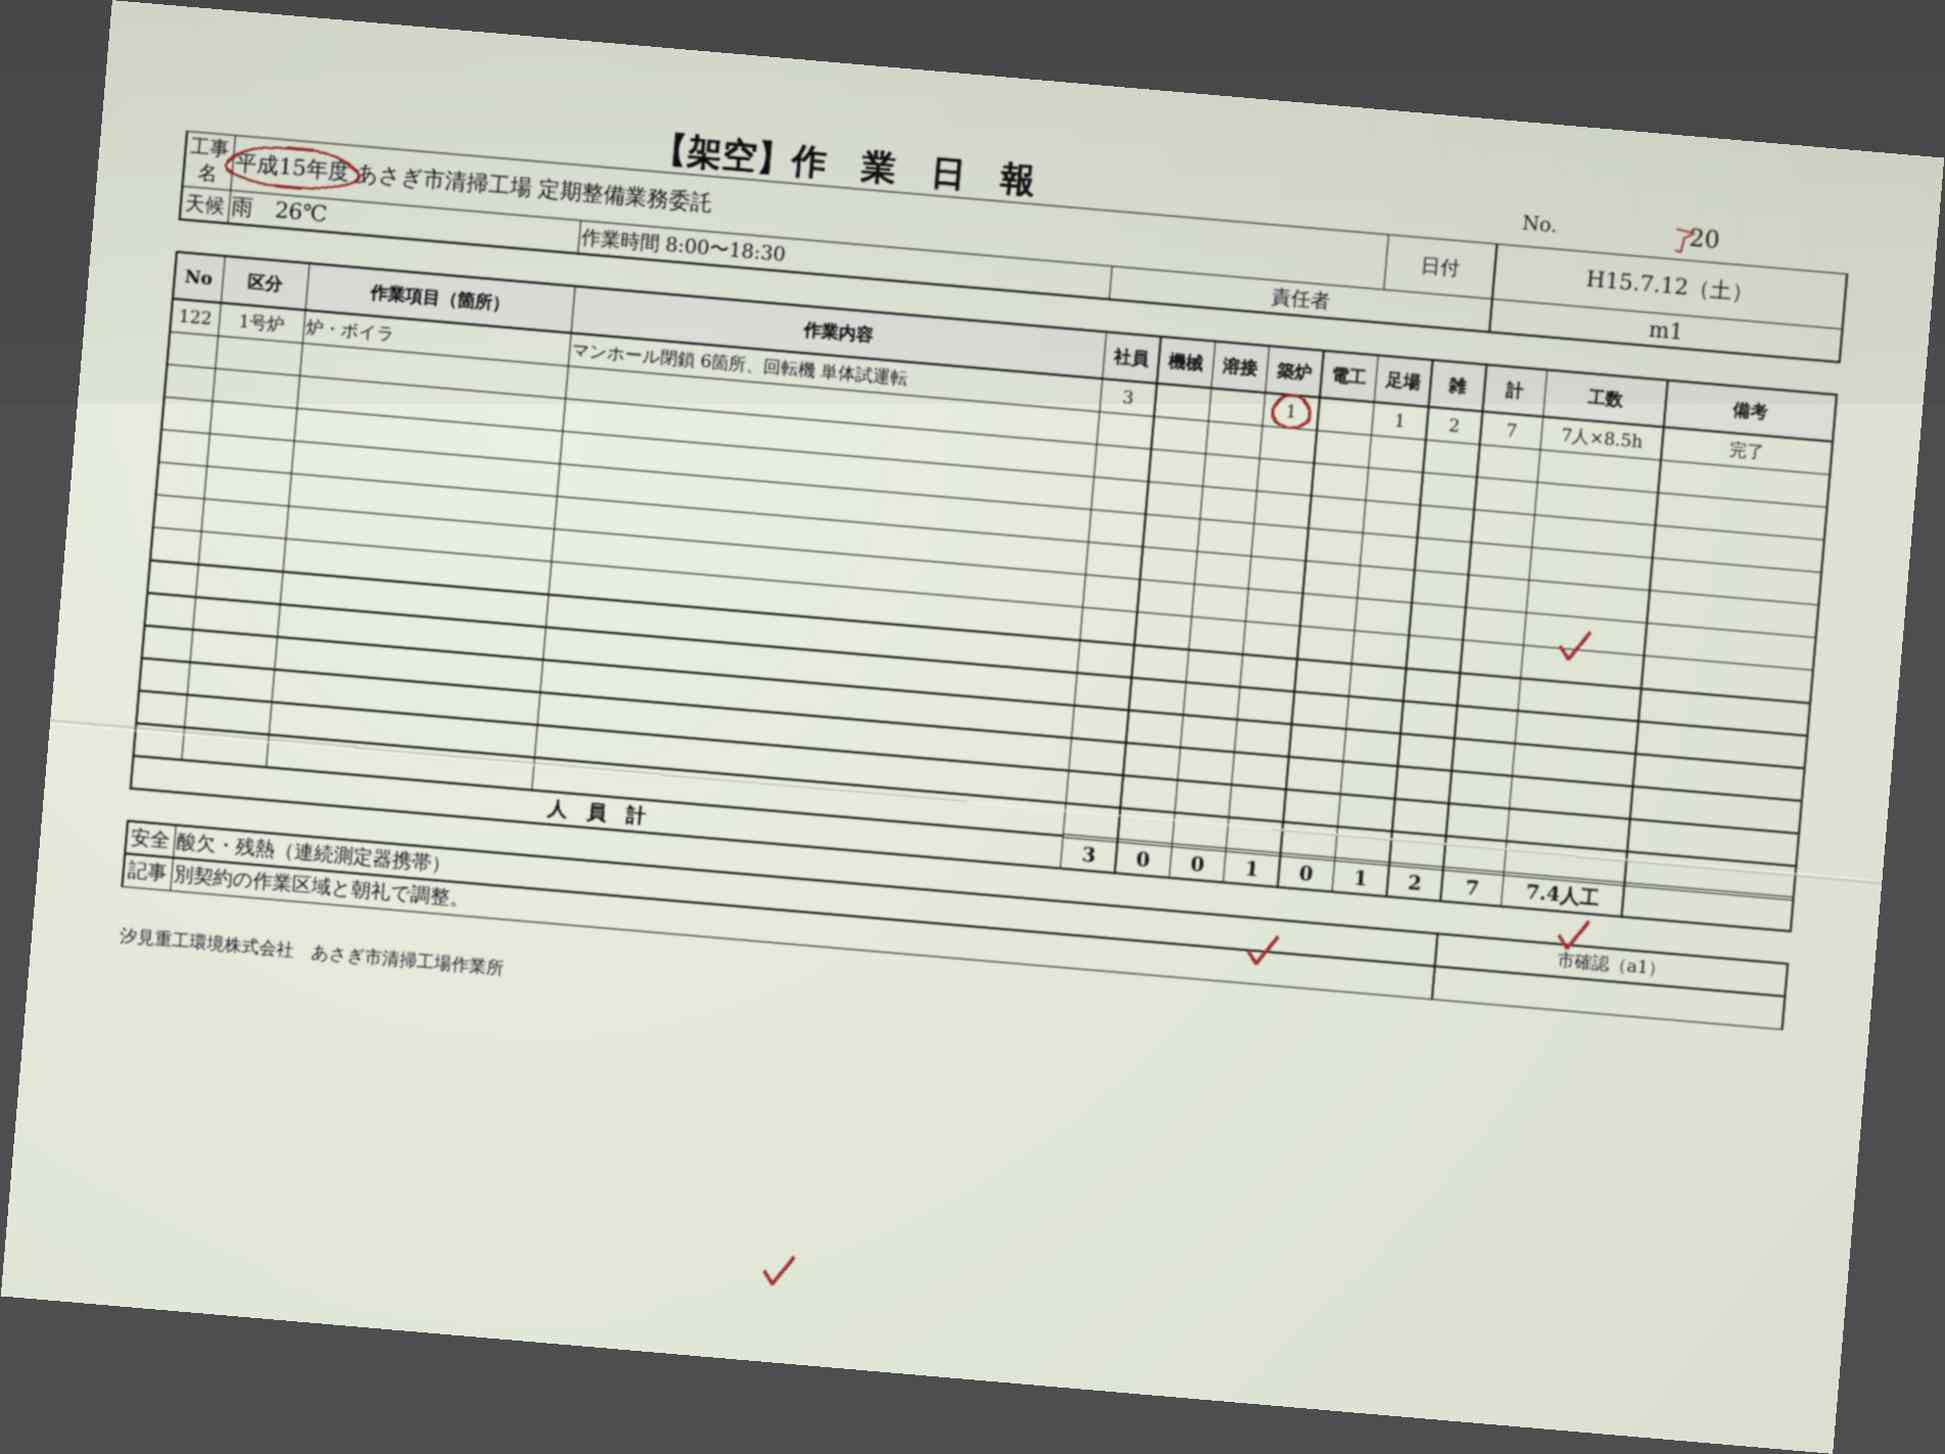 【架空】作 業 日 報
No. 20
工事名 平成15年度 あさぎ市清掃工場 定期整備業務委託 日付 H15.7.12（土）
天候 雨 26℃ 作業時間 8:00〜18:30 責任者 m1
No 区分 作業項目（箇所） 作業内容 社員 機械 溶接 築炉 電工 足場 雑 計 工数 備考
122 1号炉 炉・ボイラ マンホール閉鎖 6箇所、回転機 単体試運転 3 1 1 2 7 7人×8.5h 完了
人 員 計 3 0 0 1 0 1 2 7 7.4人工
安全 酸欠・残熱（連続測定器携帯） 市確認（a1）
記事 別契約の作業区域と朝礼で調整。
汐見重工環境株式会社 あさぎ市清掃工場作業所